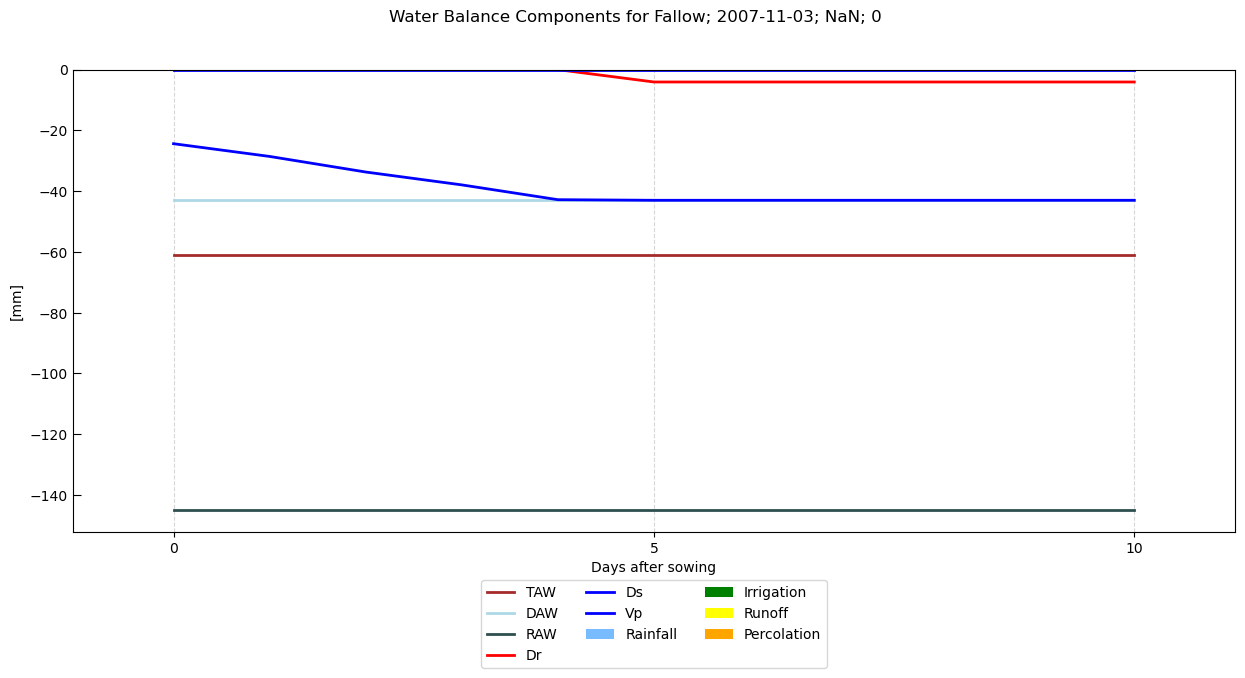 Water Balance Components for Fallow; 2007-11-03; NaN; 0
0
−20
−40
−60
−80
−100
−120
−140
[mm]
0 5 10
Days after sowing
TAW Ds Irrigation
DAW Vp Runoff
RAW Rainfall Percolation
Dr